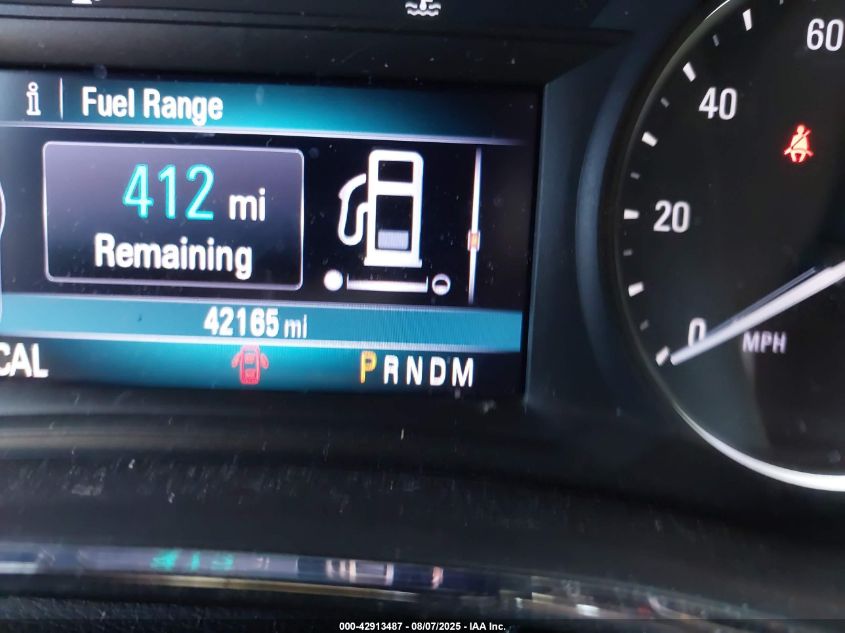 i Fuel Range
412 mi
Remaining
42165 mi
CAL
PRNDM
60
40
20
0
MPH
000-42913487 - 08/07/2025 - IAA Inc.